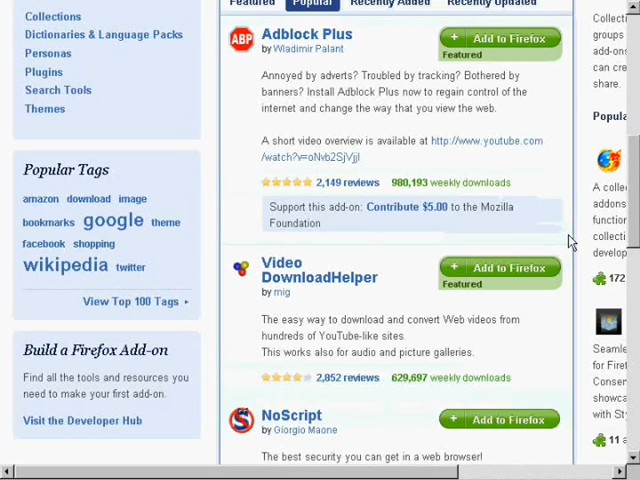 Collections
Dictionaries & Language Packs
Personas
Plugins
Search Tools
Themes
Popular Tags
amazon download image
bookmarks google theme
facebook shopping
wikipedia twitter
View Top 100 Tags
Build a Firefox Add-on
Find all the tools and resources you
need to make your first add-on.
Visit the Developer Hub
Featured Popular Recently Added Recently Updated
ABP
Adblock Plus
by Wladimir Palant
+ Add to Firefox
Featured
Annoyed by adverts? Troubled by tracking? Bothered by
banners? Install Adblock Plus now to regain control of the
internet and change the way that you view the web.
A short video overview is available at http://www.youtube.com
/watch?v=oNvb2SjVjjI
2,149 reviews 980,193 weekly downloads
Support this add-on: Contribute $5.00 to the Mozilla
Foundation
Video
DownloadHelper
by mig
+ Add to Firefox
Featured
The easy way to download and convert Web videos from
hundreds of YouTube-like sites.
This works also for audio and picture galleries.
2,852 reviews 629,697 weekly downloads
S
NoScript
by Giorgio Maone
+ Add to Firefox
The best security you can get in a web browser!
Collecti
groups
add-ons
can cre
share.
Popula
A collec
addons
function
collecti
develop
172
Seamle
for Firef
Conser
showca
with Sty
11